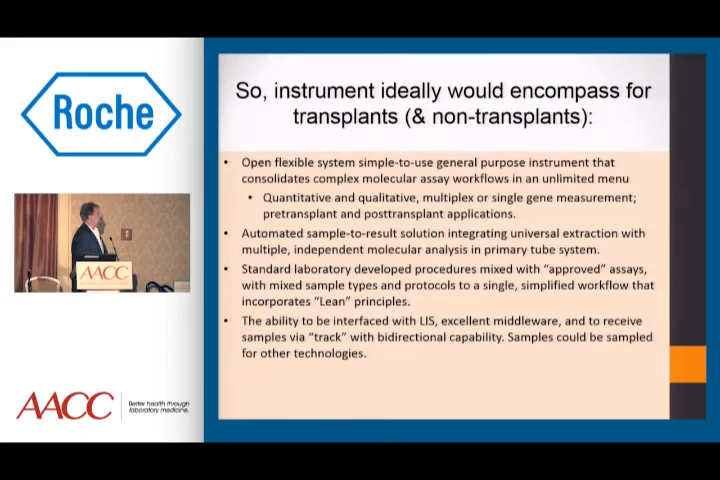 Roche
AACC
AACC
Better health through
laboratory medicine.
So, instrument ideally would encompass for
transplants (& non-transplants):
• Open flexible system simple-to-use general purpose instrument that
consolidates complex molecular assay workflows in an unlimited menu
• Quantitative and qualitative, multiplex or single gene measurement;
pretransplant and posttransplant applications.
• Automated sample-to-result solution integrating universal extraction with
multiple, independent molecular analysis in primary tube system.
• Standard laboratory developed procedures mixed with “approved” assays,
with mixed sample types and protocols to a single, simplified workflow that
incorporates “Lean” principles.
• The ability to be interfaced with LIS, excellent middleware, and to receive
samples via “track” with bidirectional capability. Samples could be sampled
for other technologies.